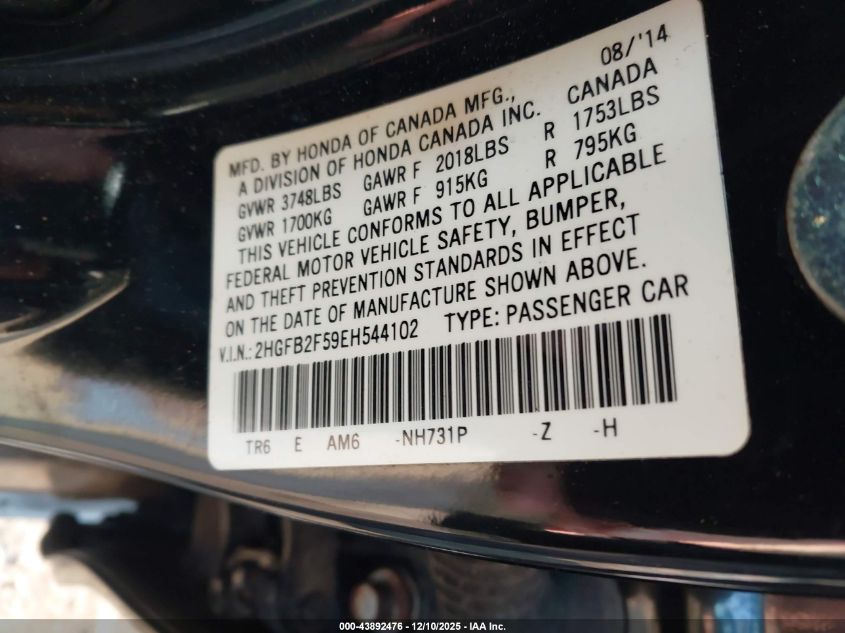 08/'14
MFD. BY HONDA OF CANADA MFG.,
A DIVISION OF HONDA CANADA INC. CANADA
GVWR 3748LBS GAWR F 2018LBS R 1753LBS
GVWR 1700KG GAWR F 915KG R 795KG
THIS VEHICLE CONFORMS TO ALL APPLICABLE
FEDERAL MOTOR VEHICLE SAFETY, BUMPER,
AND THEFT PREVENTION STANDARDS IN EFFECT
ON THE DATE OF MANUFACTURE SHOWN ABOVE.
V.I.N.: 2HGFB2F59EH544102 TYPE: PASSENGER CAR
TR6 E AM6 -NH731P -Z -H
000-43892476 - 12/10/2025 - IAA Inc.